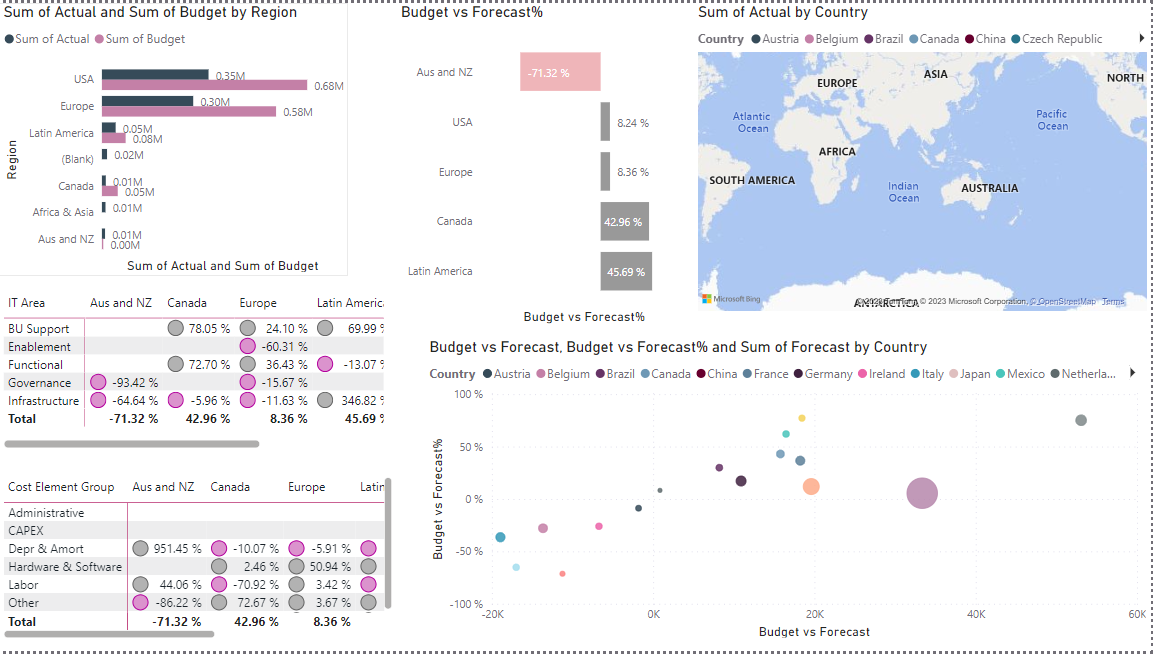 Sum of Actual and Sum of Budget by Region
Sum of Actual Sum of Budget
Region
USA 0.35M
0.68M
Europe 0.30M
0.58M
Latin America 0.05M
0.08M
(Blank) 0.02M
Canada 0.01M
0.05M
Africa & Asia 0.01M
Aus and NZ 0.01M
0.00M
Sum of Actual and Sum of Budget
Budget vs Forecast%
Aus and NZ -71.32 %
USA 8.24 %
Europe 8.36 %
Canada 42.96 %
Latin America 45.69 %
Budget vs Forecast%
Sum of Actual by Country
Country Austria Belgium Brazil Canada China Czech Republic
NORTH
ASIA
EUROPE
Atlantic
Ocean
Pacific
Ocean
AFRICA
SOUTH AMERICA
Indian
Ocean
AUSTRALIA
Microsoft Bing
© 2023 Microsoft Corporation, © OpenStreetMap Terms
IT Area Aus and NZ Canada Europe Latin America
BU Support 78.05 % 24.10 % 69.99 %
Enablement -60.31 %
Functional 72.70 % 36.43 % -13.07 %
Governance -93.42 % -15.67 %
Infrastructure -64.64 % -5.96 % -11.63 % 346.82 %
Total -71.32 % 42.96 % 8.36 % 45.69 %
Cost Element Group Aus and NZ Canada Europe Latin
Administrative
CAPEX
Depr & Amort 951.45 % -10.07 % -5.91 %
Hardware & Software 2.46 % 50.94 %
Labor 44.06 % -70.92 % 3.42 %
Other -86.22 % 72.67 % 3.67 %
Total -71.32 % 42.96 % 8.36 %
Budget vs Forecast, Budget vs Forecast% and Sum of Forecast by Country
Country Austria Belgium Brazil Canada China France Germany Ireland Italy Japan Mexico Netherla...
Budget vs Forecast%
100 %
50 %
0 %
-50 %
-100 %
-20K 0K 20K 40K 60K
Budget vs Forecast